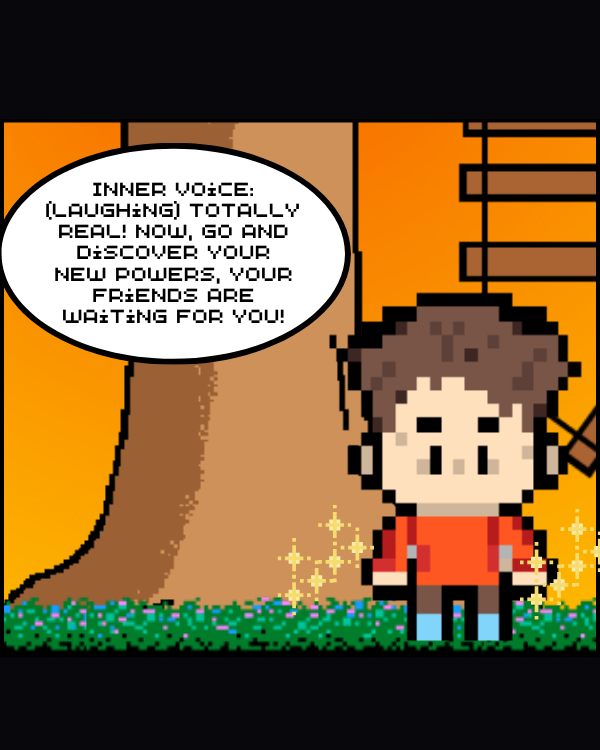 INNER VOiCE:
(LAUGHiNG) TOTALLY
REAL! NOW, GO AND
DiSCOVER YOUR
NEW POWERS, YOUR
FRiENDS ARE
WAiTiNG FOR YOU!